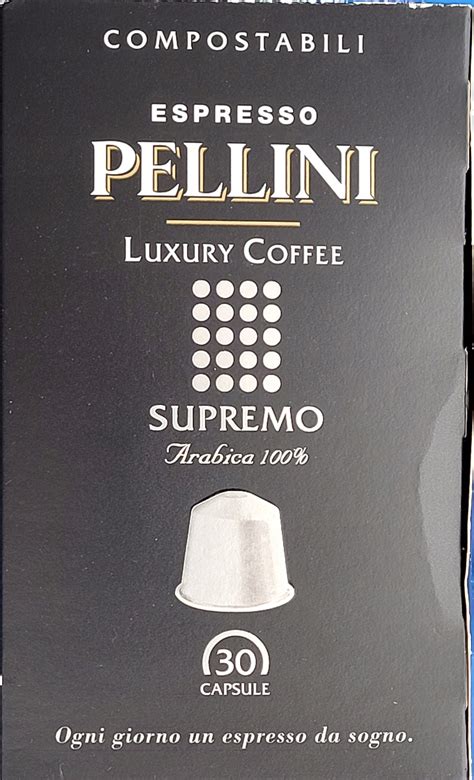 COMPOSTABILI
ESPRESSO
PELLINI
LUXURY COFFEE
SUPREMO
Arabica 100%
30
CAPSULE
Ogni giorno un espresso da sogno.